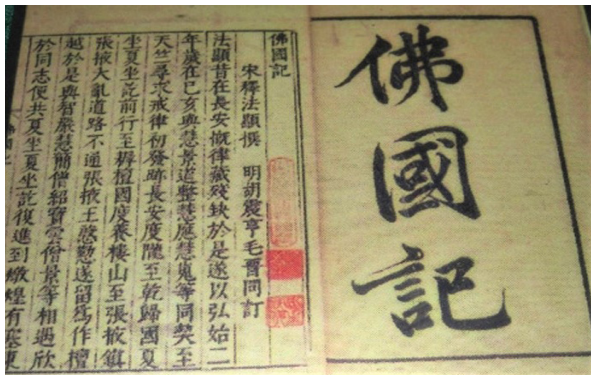 佛國記
佛國記
宋釋法顯撰 明胡震亨毛晉同訂
法顯昔在長安慨律藏殘缺於是遂以弘始二
年歲在己亥與慧景道整慧應慧嵬等同契至
天竺尋求戒律初發跡長安度隴至乾歸國夏
坐夏坐訖前行至耨檀國度養樓山至張掖鎮
張掖大亂道路不通張掖王慇懃遂留爲作檀
越於是與智嚴慧簡僧紹寶雲僧景等相遇欣
於同志便共夏坐夏坐訖復進到燉煌有塞東